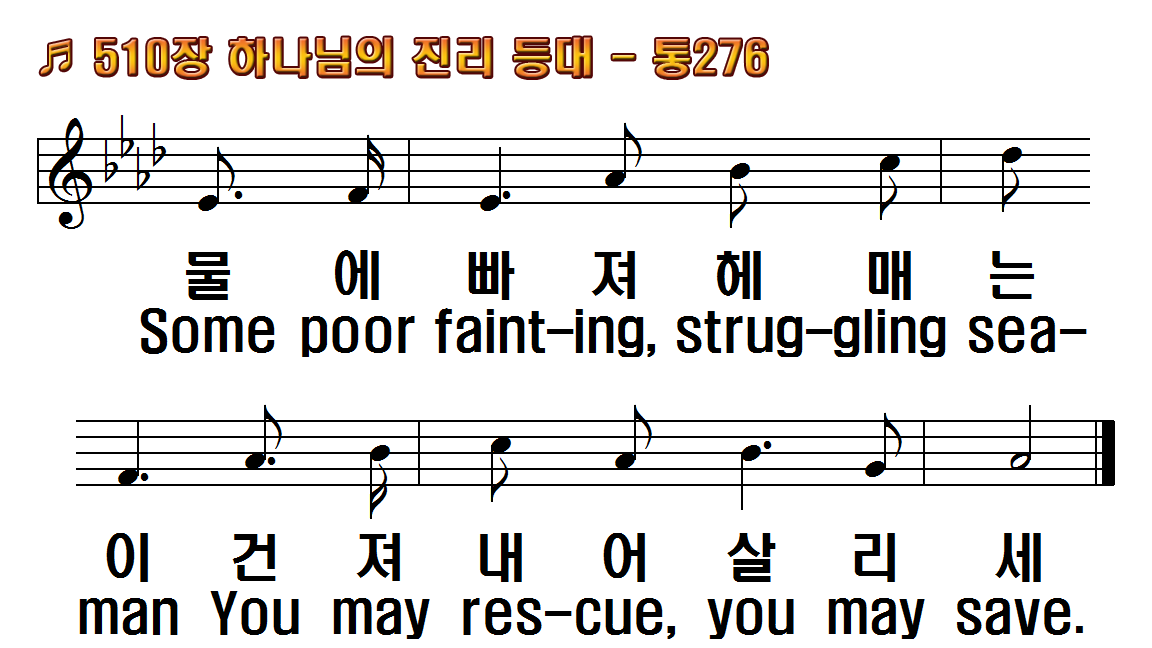 ♬ 510장 하나님의 진리 등대 - 통276
물 에 빠 져 헤 매 는
Some poor faint-ing, strug-gling sea-
이 건 져 내 어 살 리 세
man You may res-cue, you may save.